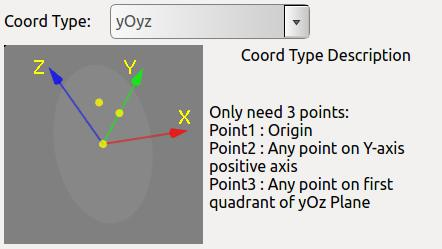 Coord Type: yOyz
Coord Type Description
Z Y
X
Only need 3 points:
Point1 : Origin
Point2 : Any point on Y-axis
positive axis
Point3 : Any point on first
quadrant of yOz Plane